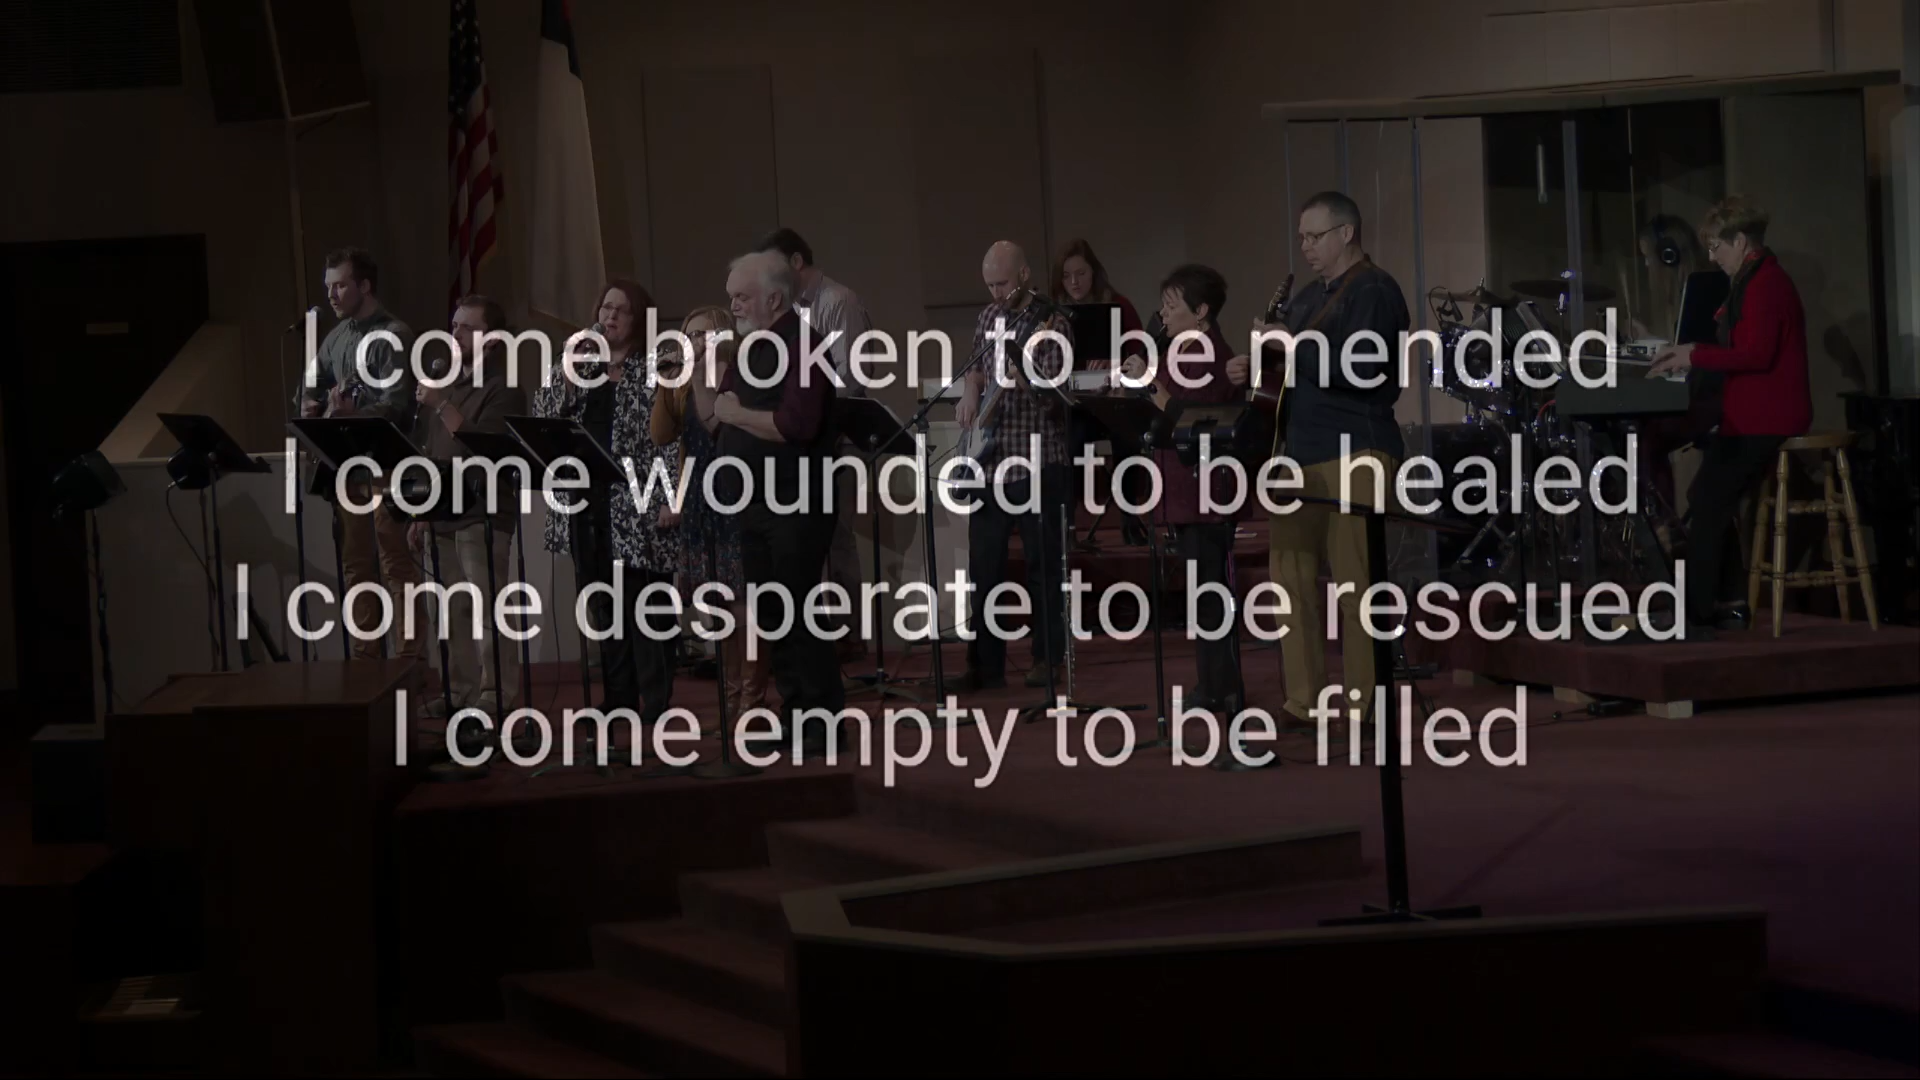 I come broken to be mended
I come wounded to be healed
I come desperate to be rescued
I come empty to be filled